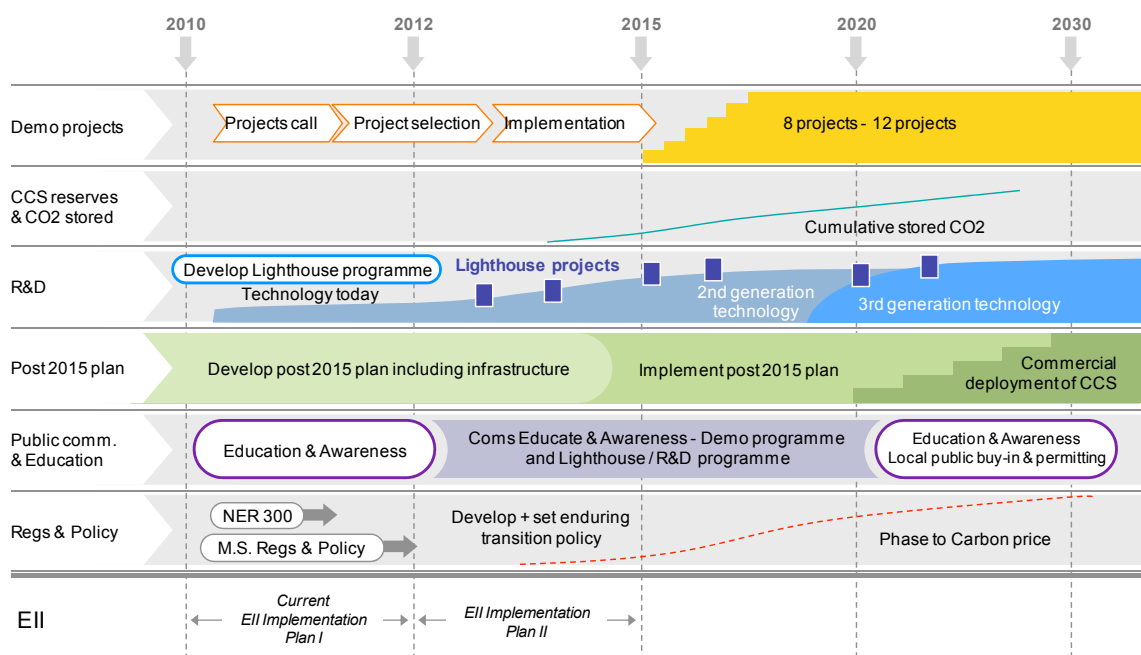 2010 2012 2015 2020 2030
Demo projects
Projects call
Project selection
Implementation
8 projects - 12 projects
CCS reserves
& CO2 stored
Cumulative stored CO2
R&D
Develop Lighthouse programme
Technology today
Lighthouse projects
2nd generation
technology
3rd generation technology
Post 2015 plan
Develop post 2015 plan including infrastructure
Implement post 2015 plan
Commercial
deployment of CCS
Public comm.
& Education
Education & Awareness
Coms Educate & Awareness - Demo programme
and Lighthouse / R&D programme
Education & Awareness
Local public buy-in & permitting
Regs & Policy
NER 300
M.S. Regs & Policy
Develop + set enduring
transition policy
Phase to Carbon price
EII
Current
EII Implementation
Plan I
EII Implementation
Plan II